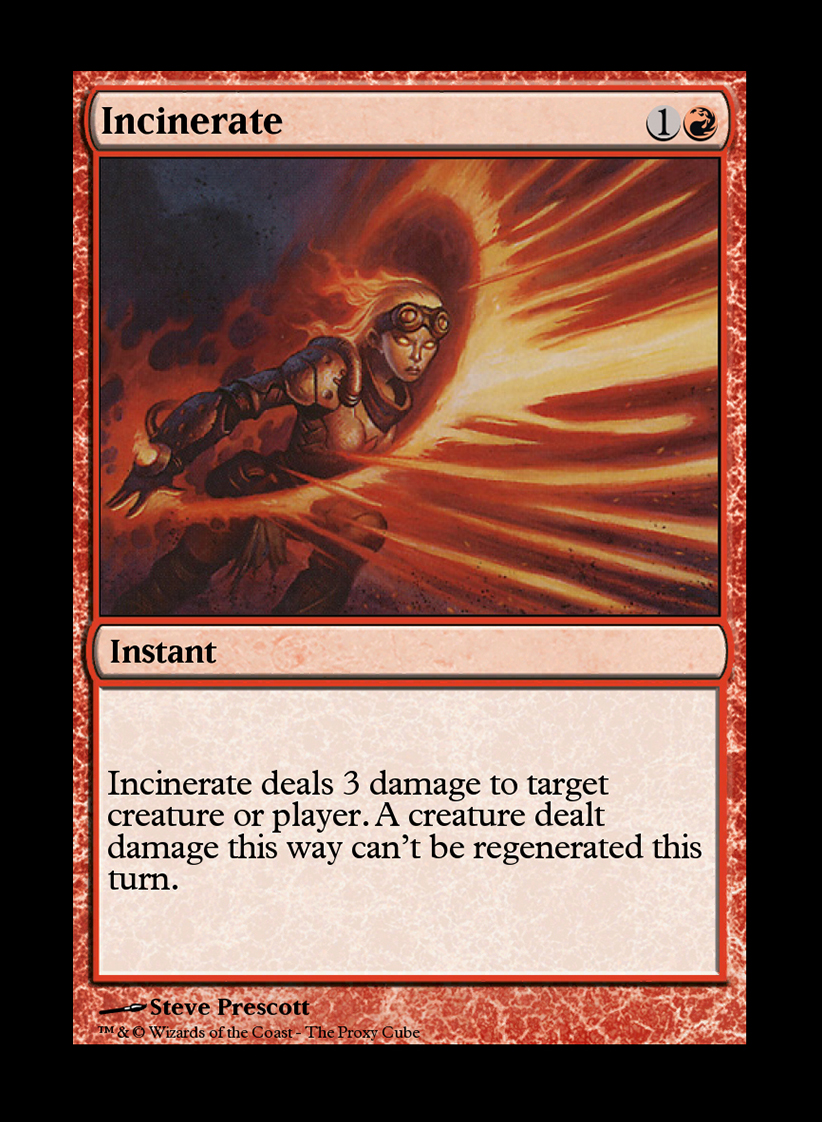 Incinerate 1
Instant
Incinerate deals 3 damage to target
creature or player. A creature dealt
damage this way can't be regenerated this
turn.
Steve Prescott
™ & © Wizards of the Coast - The Proxy Cube